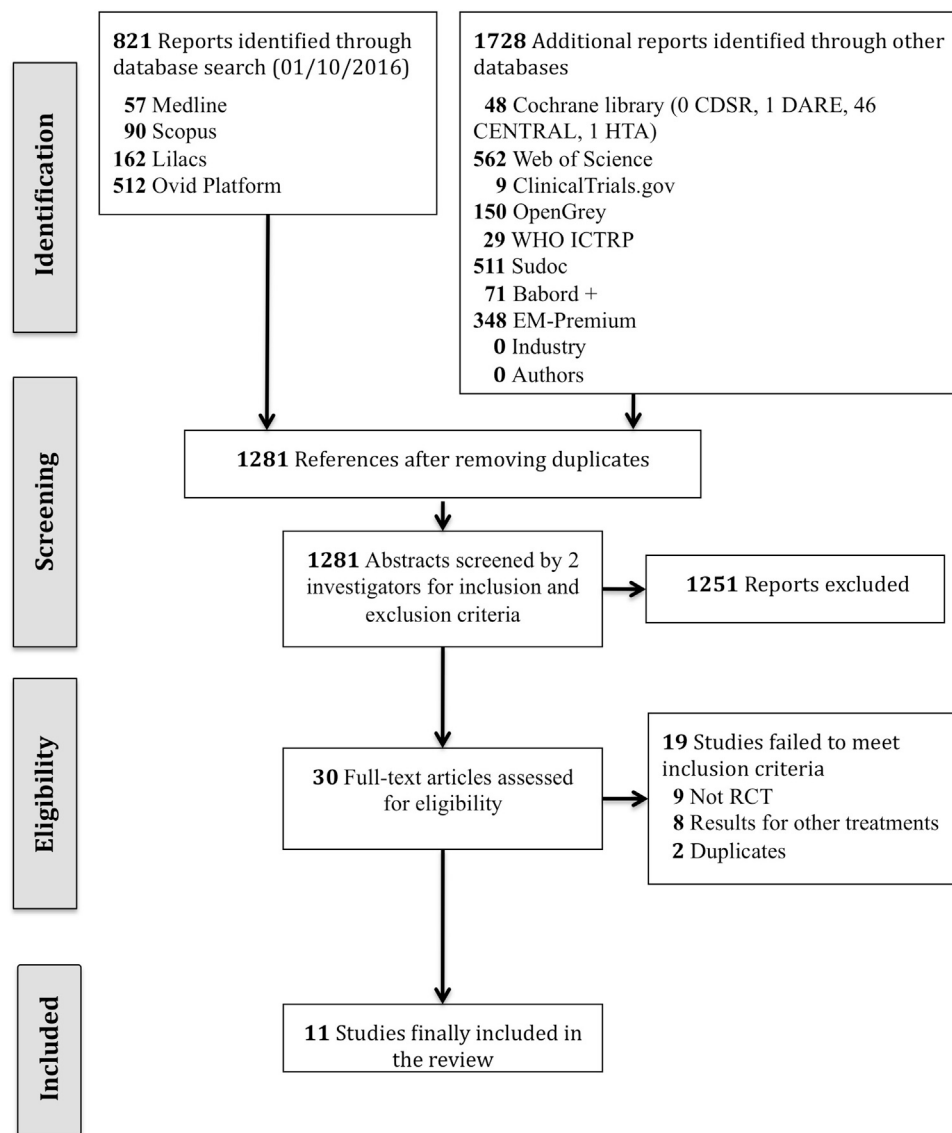 Identification
821 Reports identified through
database search (01/10/2016)
57 Medline
90 Scopus
162 Lilacs
512 Ovid Platform
1728 Additional reports identified through other
databases
48 Cochrane library (0 CDSR, 1 DARE, 46
CENTRAL, 1 HTA)
562 Web of Science
9 ClinicalTrials.gov
150 OpenGrey
29 WHO ICTRP
511 Sudoc
71 Babord +
348 EM-Premium
0 Industry
0 Authors
Screening
1281 References after removing duplicates
1281 Abstracts screened by 2
investigators for inclusion and
exclusion criteria
1251 Reports excluded
Eligibility
30 Full-text articles assessed
for eligibility
19 Studies failed to meet
inclusion criteria
9 Not RCT
8 Results for other treatments
2 Duplicates
Included
11 Studies finally included in
the review